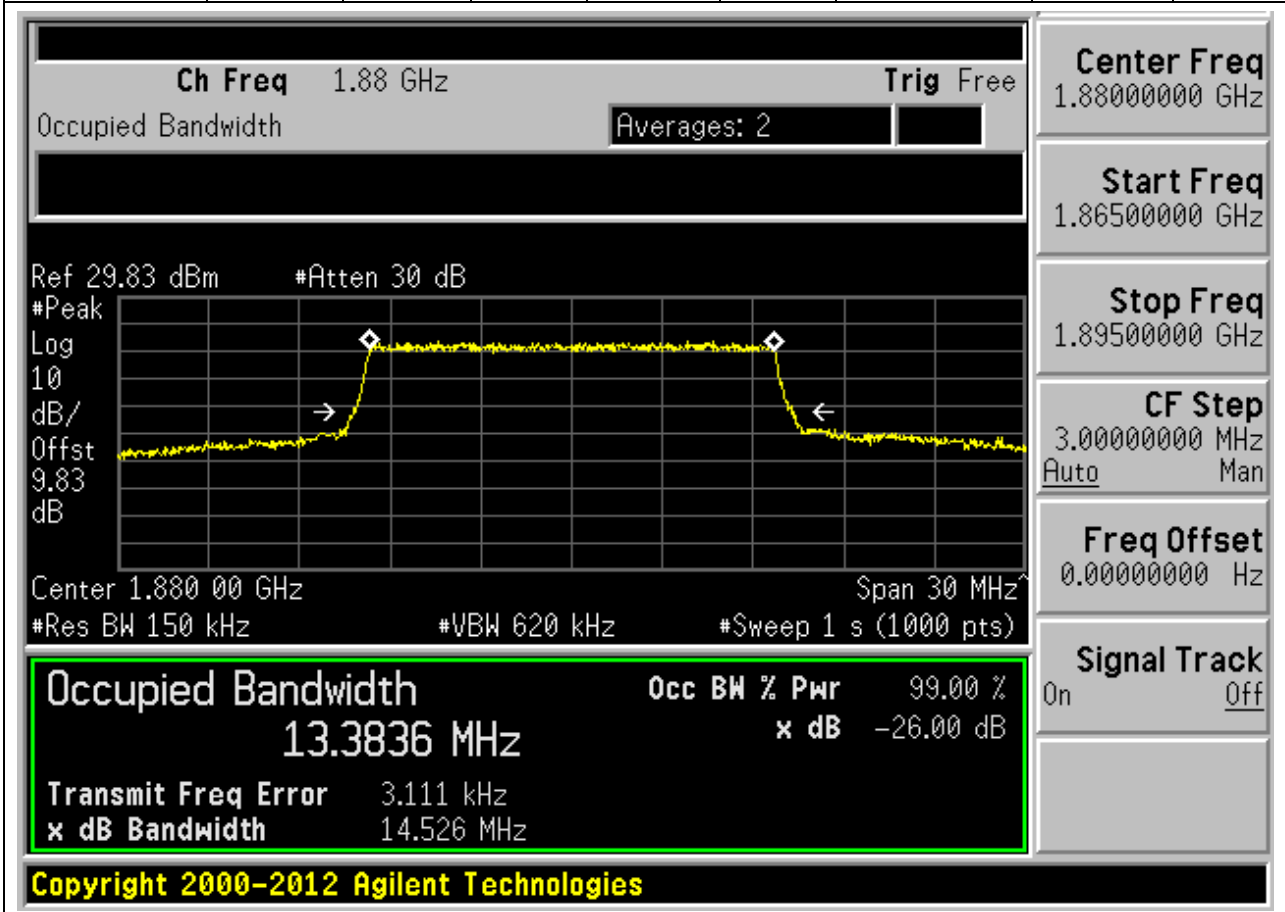 Ch Freq 1.88 GHz Trig Free
Occupied Bandwidth Averages: 2
Ref 29.83 dBm #Atten 30 dB
#Peak
Log
10
dB/
Offst
9.83
dB
Center 1.880 00 GHz Span 30 MHz^
#Res BW 150 kHz #VBW 620 kHz #Sweep 1 s (1000 pts)
Occupied Bandwidth Occ BW % Pwr 99.00 %
13.3836 MHz x dB -26.00 dB
Transmit Freq Error 3.111 kHz
x dB Bandwidth 14.526 MHz
Copyright 2000-2012 Agilent Technologies
Center Freq
1.88000000 GHz
Start Freq
1.86500000 GHz
Stop Freq
1.89500000 GHz
CF Step
3.00000000 MHz
Auto Man
Freq Offset
0.00000000 Hz
Signal Track
On Off